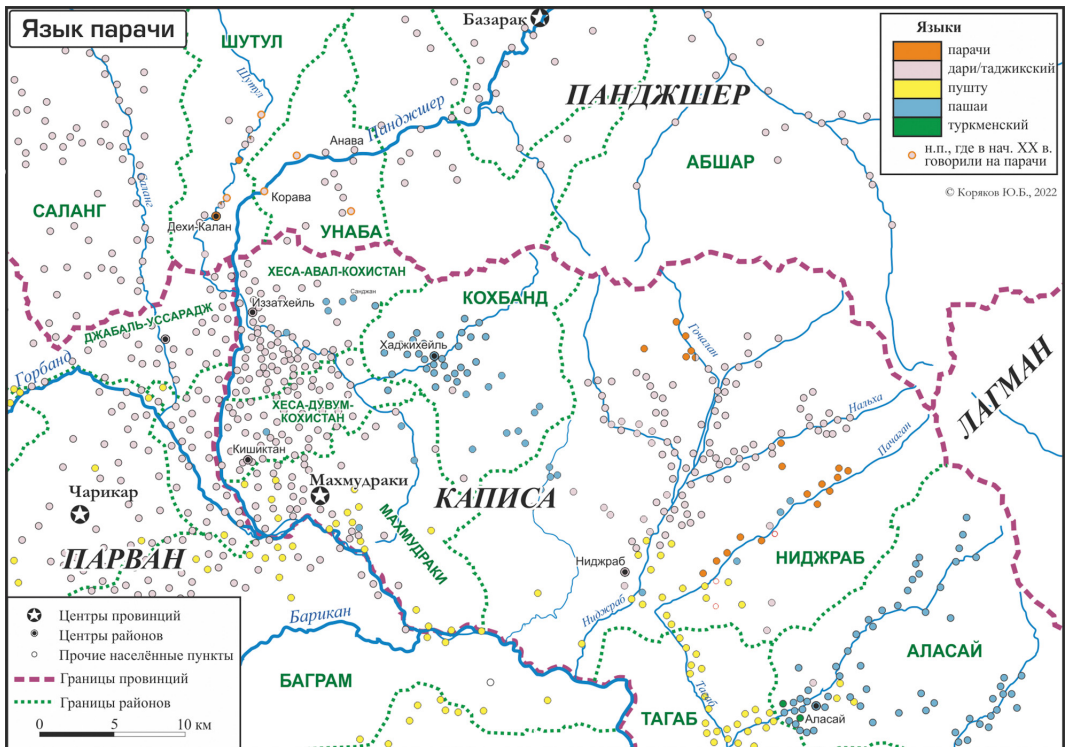 Язык парачи
Базарак
ШУТУЛ
Шутул
ПАНДЖШЕР
Панджшер
Анава
АБШАР
Языки
парачи
дари/таджикский
пушту
пашаи
туркменский
н.п., где в нач. XX в.
говорили на парачи
© Коряков Ю.Б., 2022
Саланг
САЛАНГ
Корава
Дехи-Калан
УНАБА
ХЕСА-АВАЛ-КОХИСТАН
Санджан
КОХБАНД
Иззатхейль
ДЖАБАЛЬ-УССАРАДЖ
Хаджихейль
Гочалан
Горбанд
ЛАГМАН
ХЕСА-ДУВУМ-
КОХИСТАН
Нальха
Пачаган
Кишиктан
Махмудраки
Чарикар
КАПИСА
МАХМУДРАКИ
ПАРВАН
Ниджраб
НИДЖРАБ
Ниджраб
Барикан
АЛАСАЙ
БАГРАМ
Тагаб
ТАГАБ
Аласай
Центры провинций
Центры районов
Прочие населённые пункты
Границы провинций
Границы районов
0 5 10 км